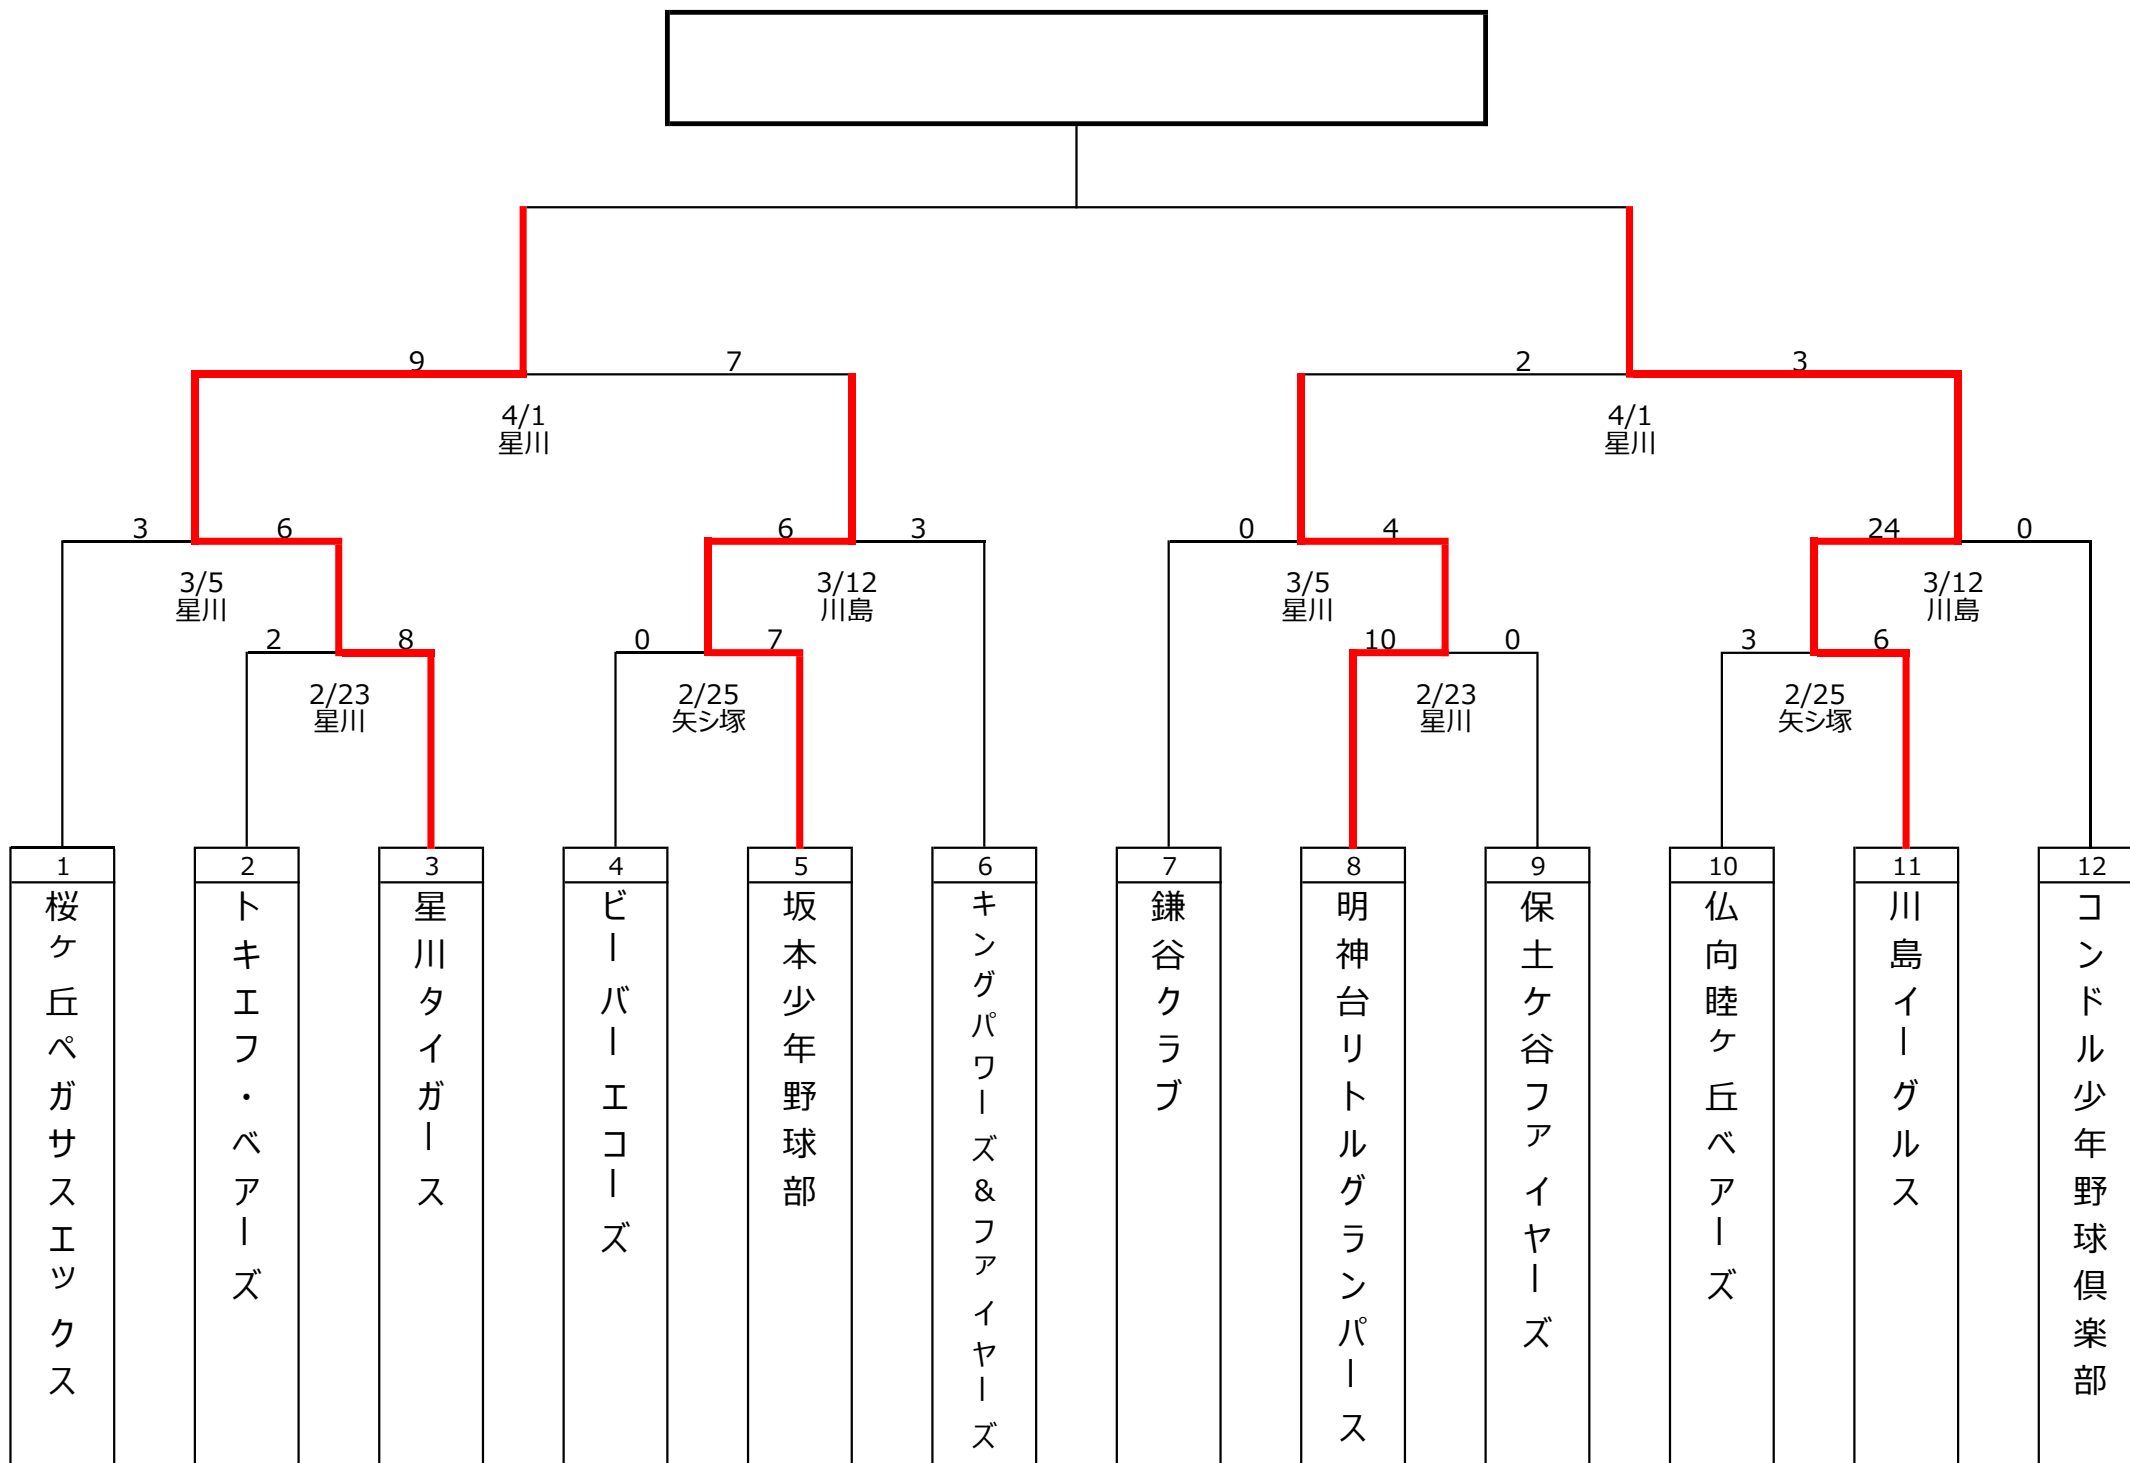 9 7 2 3
4/1 4/1
星川 星川
3 6 6 3 0 4 24 0
3/5 3/12 3/5 3/12
星川 川島 星川 川島
2 8 0 7 10 0 3 6
2/23 2/25 2/23 2/25
星川 矢シ塚 星川 矢シ塚
1 2 3 4 5 6 7 8 9 10 11 12
桜ヶ丘ペガサスエックス
トキエフ・ベアーズ
星川タイガース
ビーバーエコーズ
坂本少年野球部
キングパワーズ&ファイヤーズ
鎌谷クラブ
明神台リトルグランパース
保土ケ谷ファイヤーズ
仏向睦ヶ丘ベアーズ
川島イーグルス
コンドル少年野球倶楽部